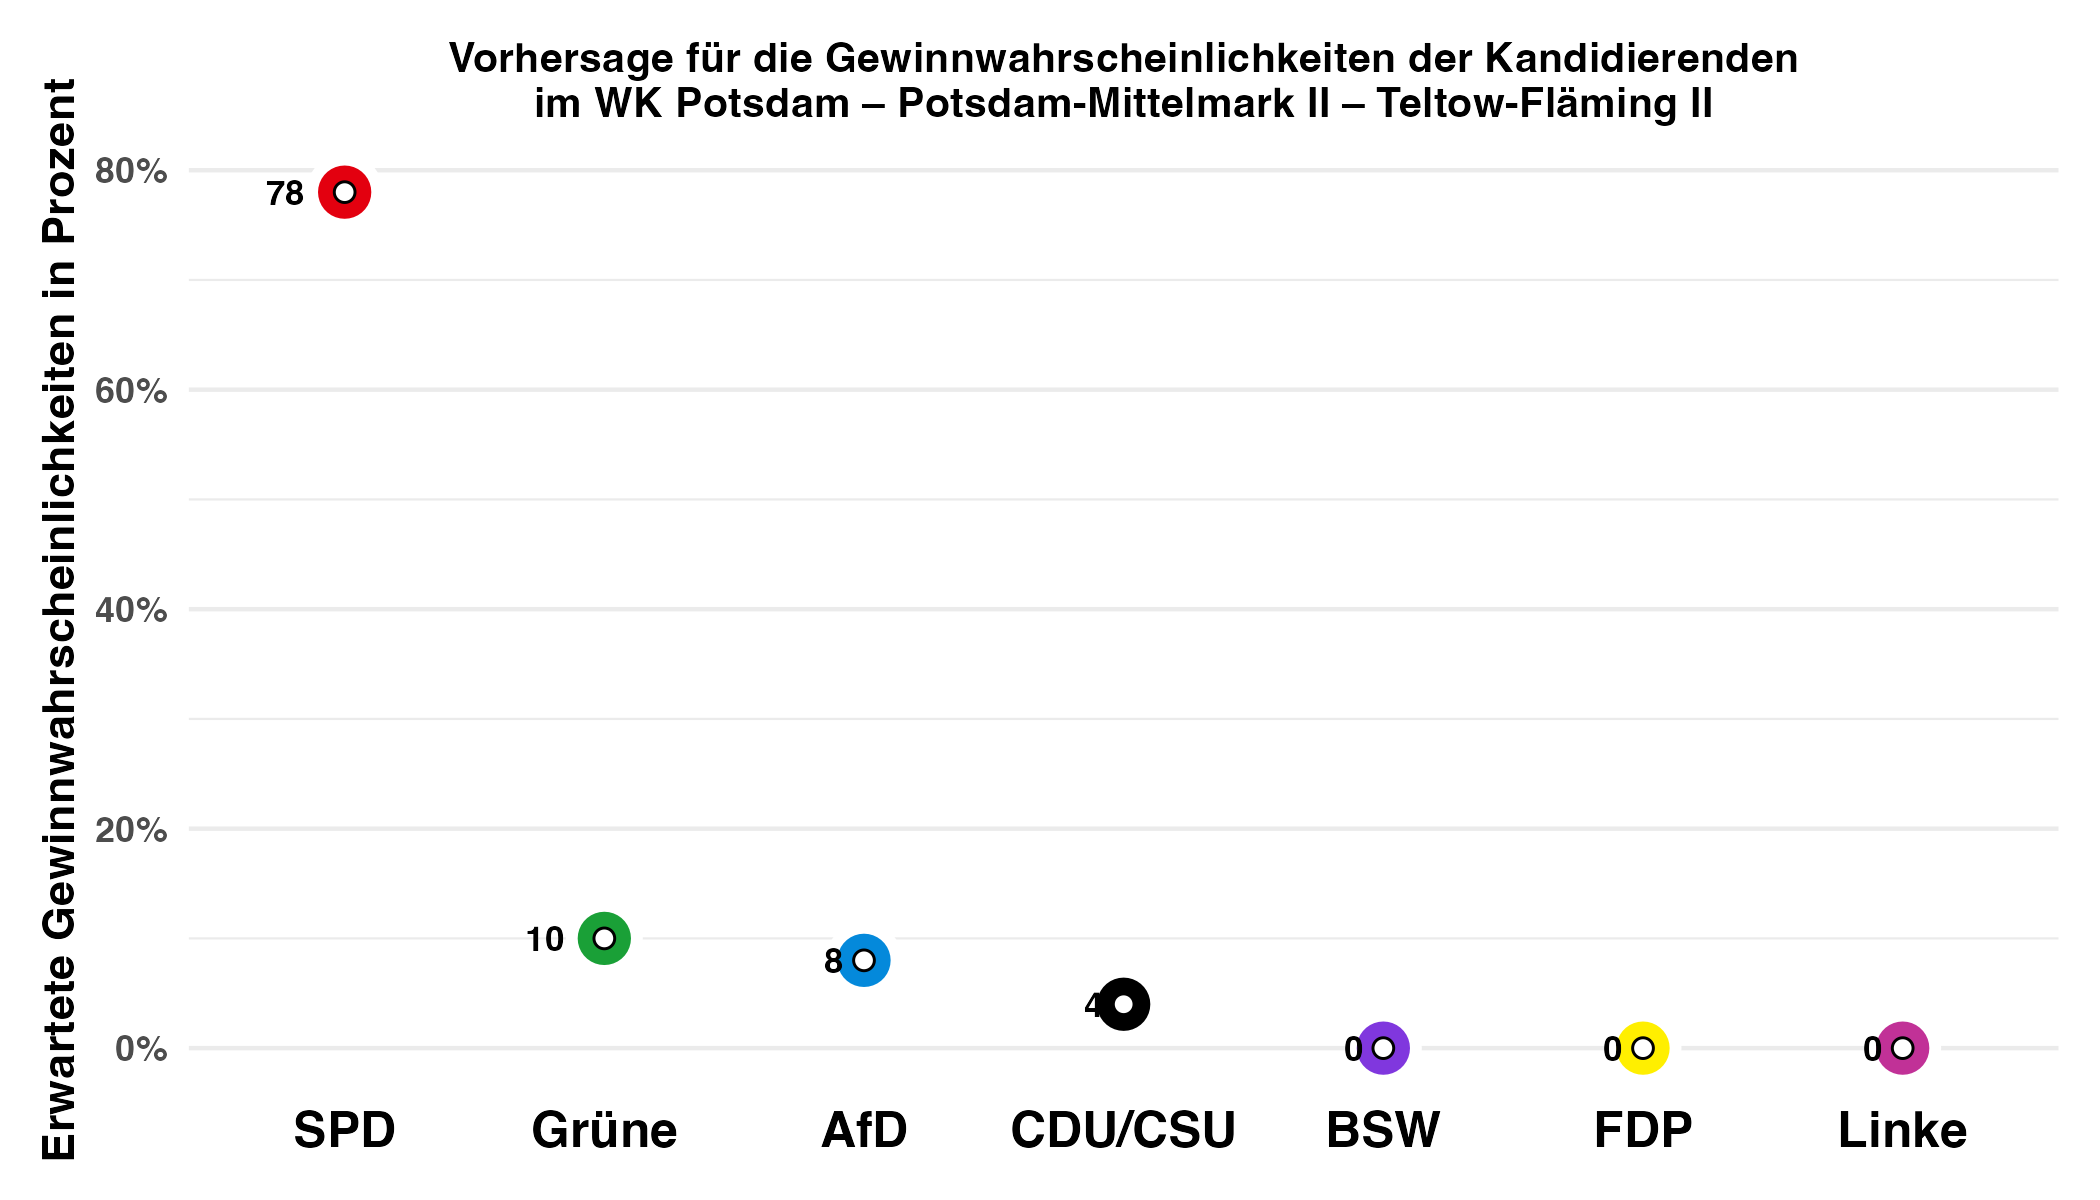 Vorhersage für die Gewinnwahrscheinlichkeiten der Kandidierenden
im WK Potsdam – Potsdam-Mittelmark II – Teltow-Fläming II
Erwartete Gewinnwahrscheinlichkeiten in Prozent
80%
60%
40%
20%
0%
78
10
8
4
0
0
0
SPD
Grüne
AfD
CDU/CSU
BSW
FDP
Linke